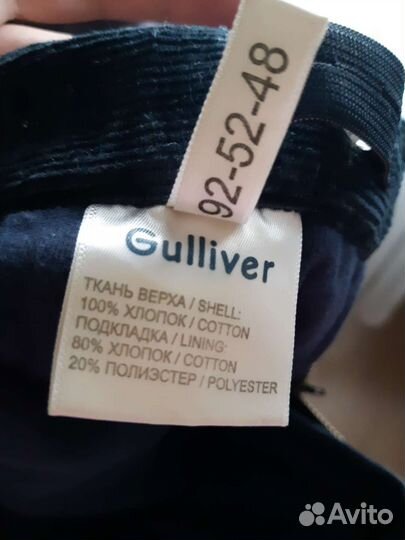 92-52-48
Gulliver
ТКАНЬ ВЕРХА / SHELL:
100% ХЛОПОК / COTTON
ПОДКЛАДКА / LINING:
80% ХЛОПОК / COTTON
20% ПОЛИЭСТЕР / POLYESTER
Avito